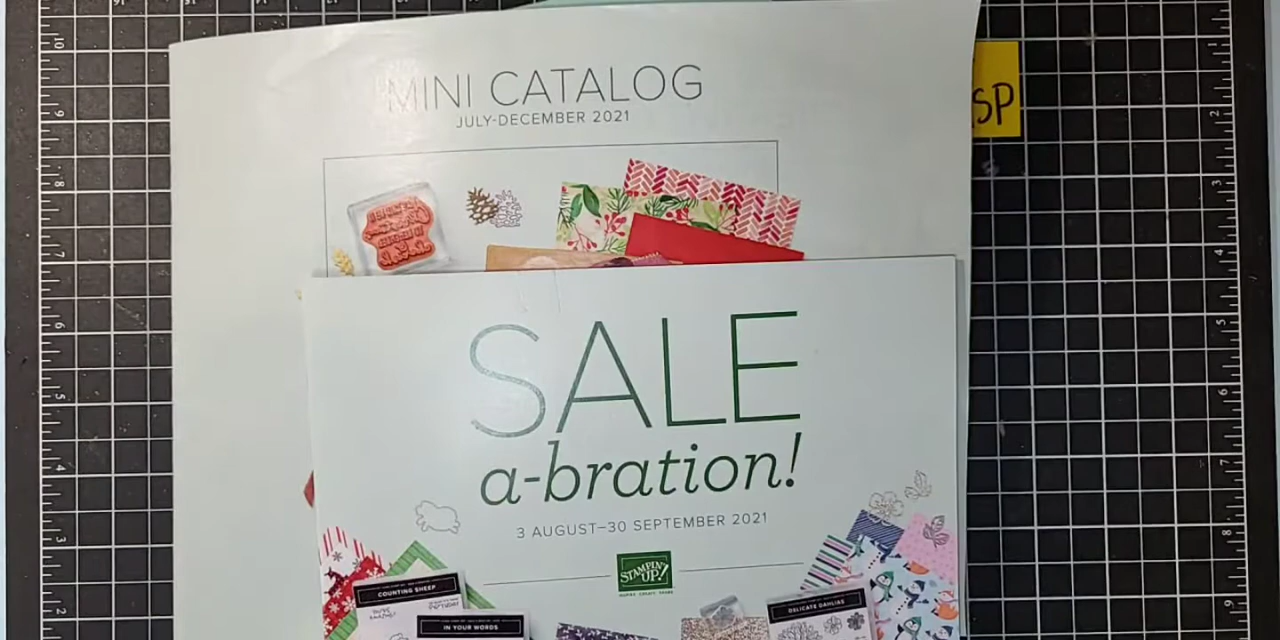 MINI CATALOG
JULY-DECEMBER 2021
SP
SALE
a-bration!
3 AUGUST–30 SEPTEMBER 2021
STAMPIN' UP!
COUNTING SHEEP
IN YOUR WORDS
DELICATE DAHLIAS